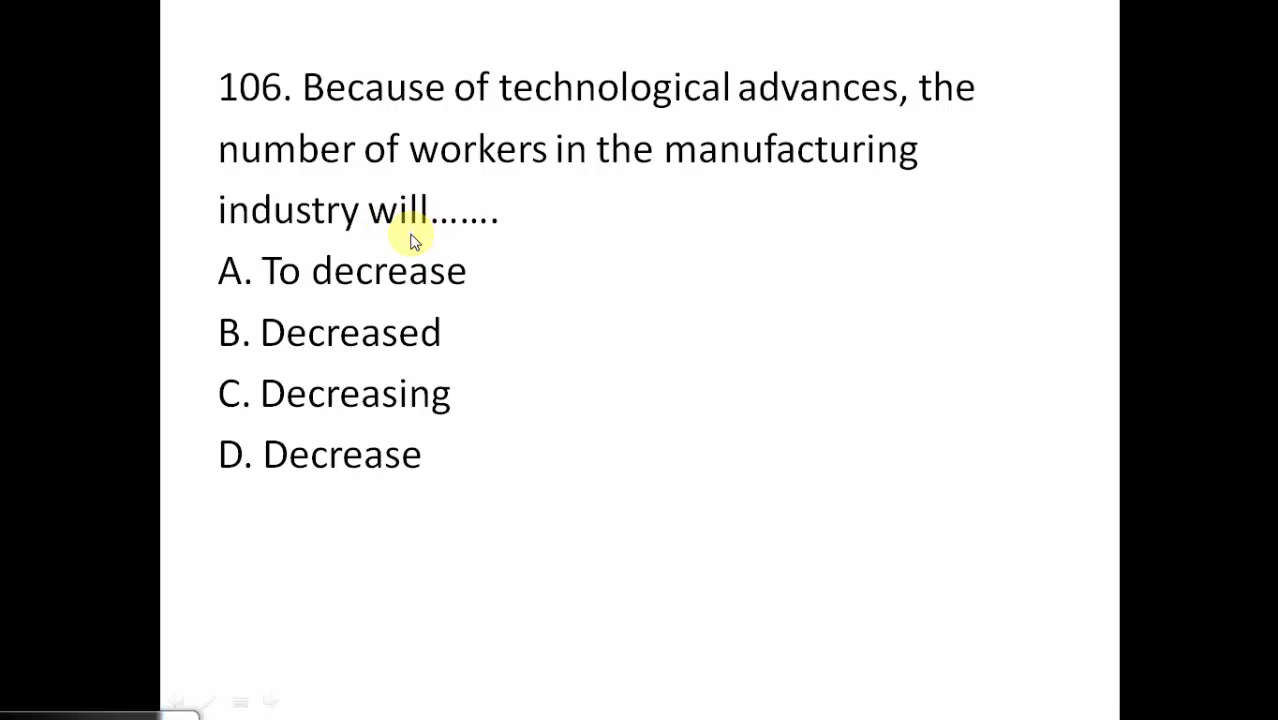 106. Because of technological advances, the
number of workers in the manufacturing
industry will…….
A. To decrease
B. Decreased
C. Decreasing
D. Decrease